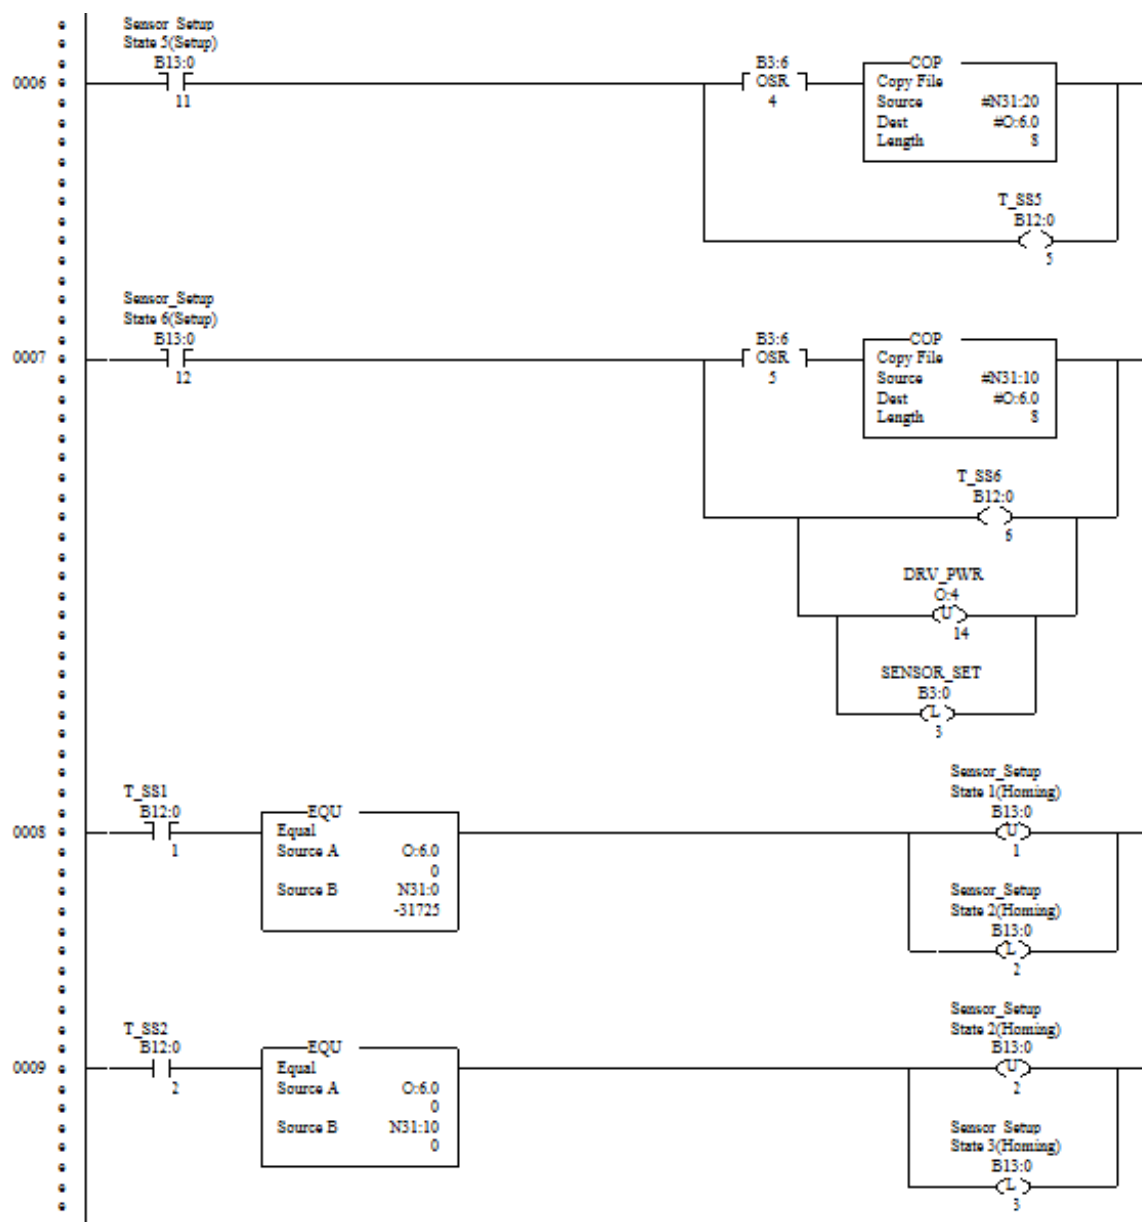 Sensor_Setup
State 5(Setup)
B13:0
0006
11
B3:6
OSR
4
COP
Copy File
Source #N31:20
Dest #O:6.0
Length 8
T_SS5
B12:0
5
Sensor_Setup
State 6(Setup)
B13:0
0007
12
B3:6
OSR
5
COP
Copy File
Source #N31:10
Dest #O:6.0
Length 8
T_SS6
B12:0
6
DRV_PWR
O:4
U
14
SENSOR_SET
B3:0
L
3
T_SS1
B12:0
0008
1
EQU
Equal
Source A O:6.0
0
Source B N31:0
-31725
Sensor_Setup
State 1(Homing)
B13:0
U
1
Sensor_Setup
State 2(Homing)
B13:0
L
2
T_SS2
B12:0
0009
2
EQU
Equal
Source A O:6.0
0
Source B N31:10
0
Sensor_Setup
State 2(Homing)
B13:0
U
2
Sensor_Setup
State 3(Homing)
B13:0
L
3